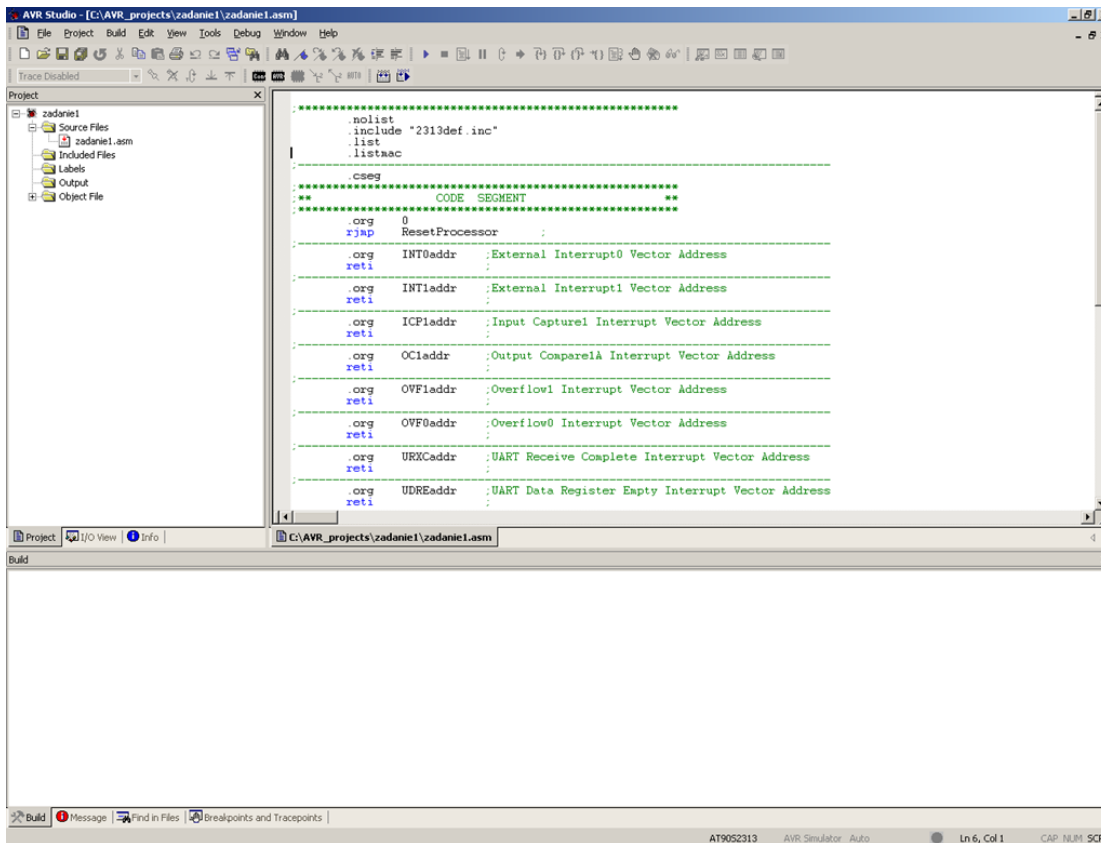 AVR Studio - [C:\AVR_projects\zadanie1\zadanie1.asm]
File Project Build Edit View Tools Debug Window Help
Trace Disabled
Project
zadanie1
Source Files
zadanie1.asm
Included Files
Labels
Output
Object File
;*******************************************************
.nolist
.include "2313def.inc"
.list
.listmac
;-----------------------------------------------------------------------------
.cseg
;*******************************************************
;** CODE SEGMENT **
;*******************************************************
.org 0
rjmp ResetProcessor ;
;-----------------------------------------------------------------------------
.org INT0addr ;External Interrupt0 Vector Address
reti ;
;-----------------------------------------------------------------------------
.org INT1addr ;External Interrupt1 Vector Address
reti ;
;-----------------------------------------------------------------------------
.org ICP1addr ;Input Capture1 Interrupt Vector Address
reti ;
;-----------------------------------------------------------------------------
.org OC1addr ;Output Compare1A Interrupt Vector Address
reti ;
;-----------------------------------------------------------------------------
.org OVF1addr ;Overflow1 Interrupt Vector Address
reti ;
;-----------------------------------------------------------------------------
.org OVF0addr ;Overflow0 Interrupt Vector Address
reti ;
;-----------------------------------------------------------------------------
.org URXCaddr ;UART Receive Complete Interrupt Vector Address
reti ;
;-----------------------------------------------------------------------------
.org UDREaddr ;UART Data Register Empty Interrupt Vector Address
reti ;
Project I/O View Info
C:\AVR_projects\zadanie1\zadanie1.asm
Build
Build Message Find in Files Breakpoints and Tracepoints
AT90S2313 AVR Simulator Auto Ln 6, Col 1 CAP NUM SCR